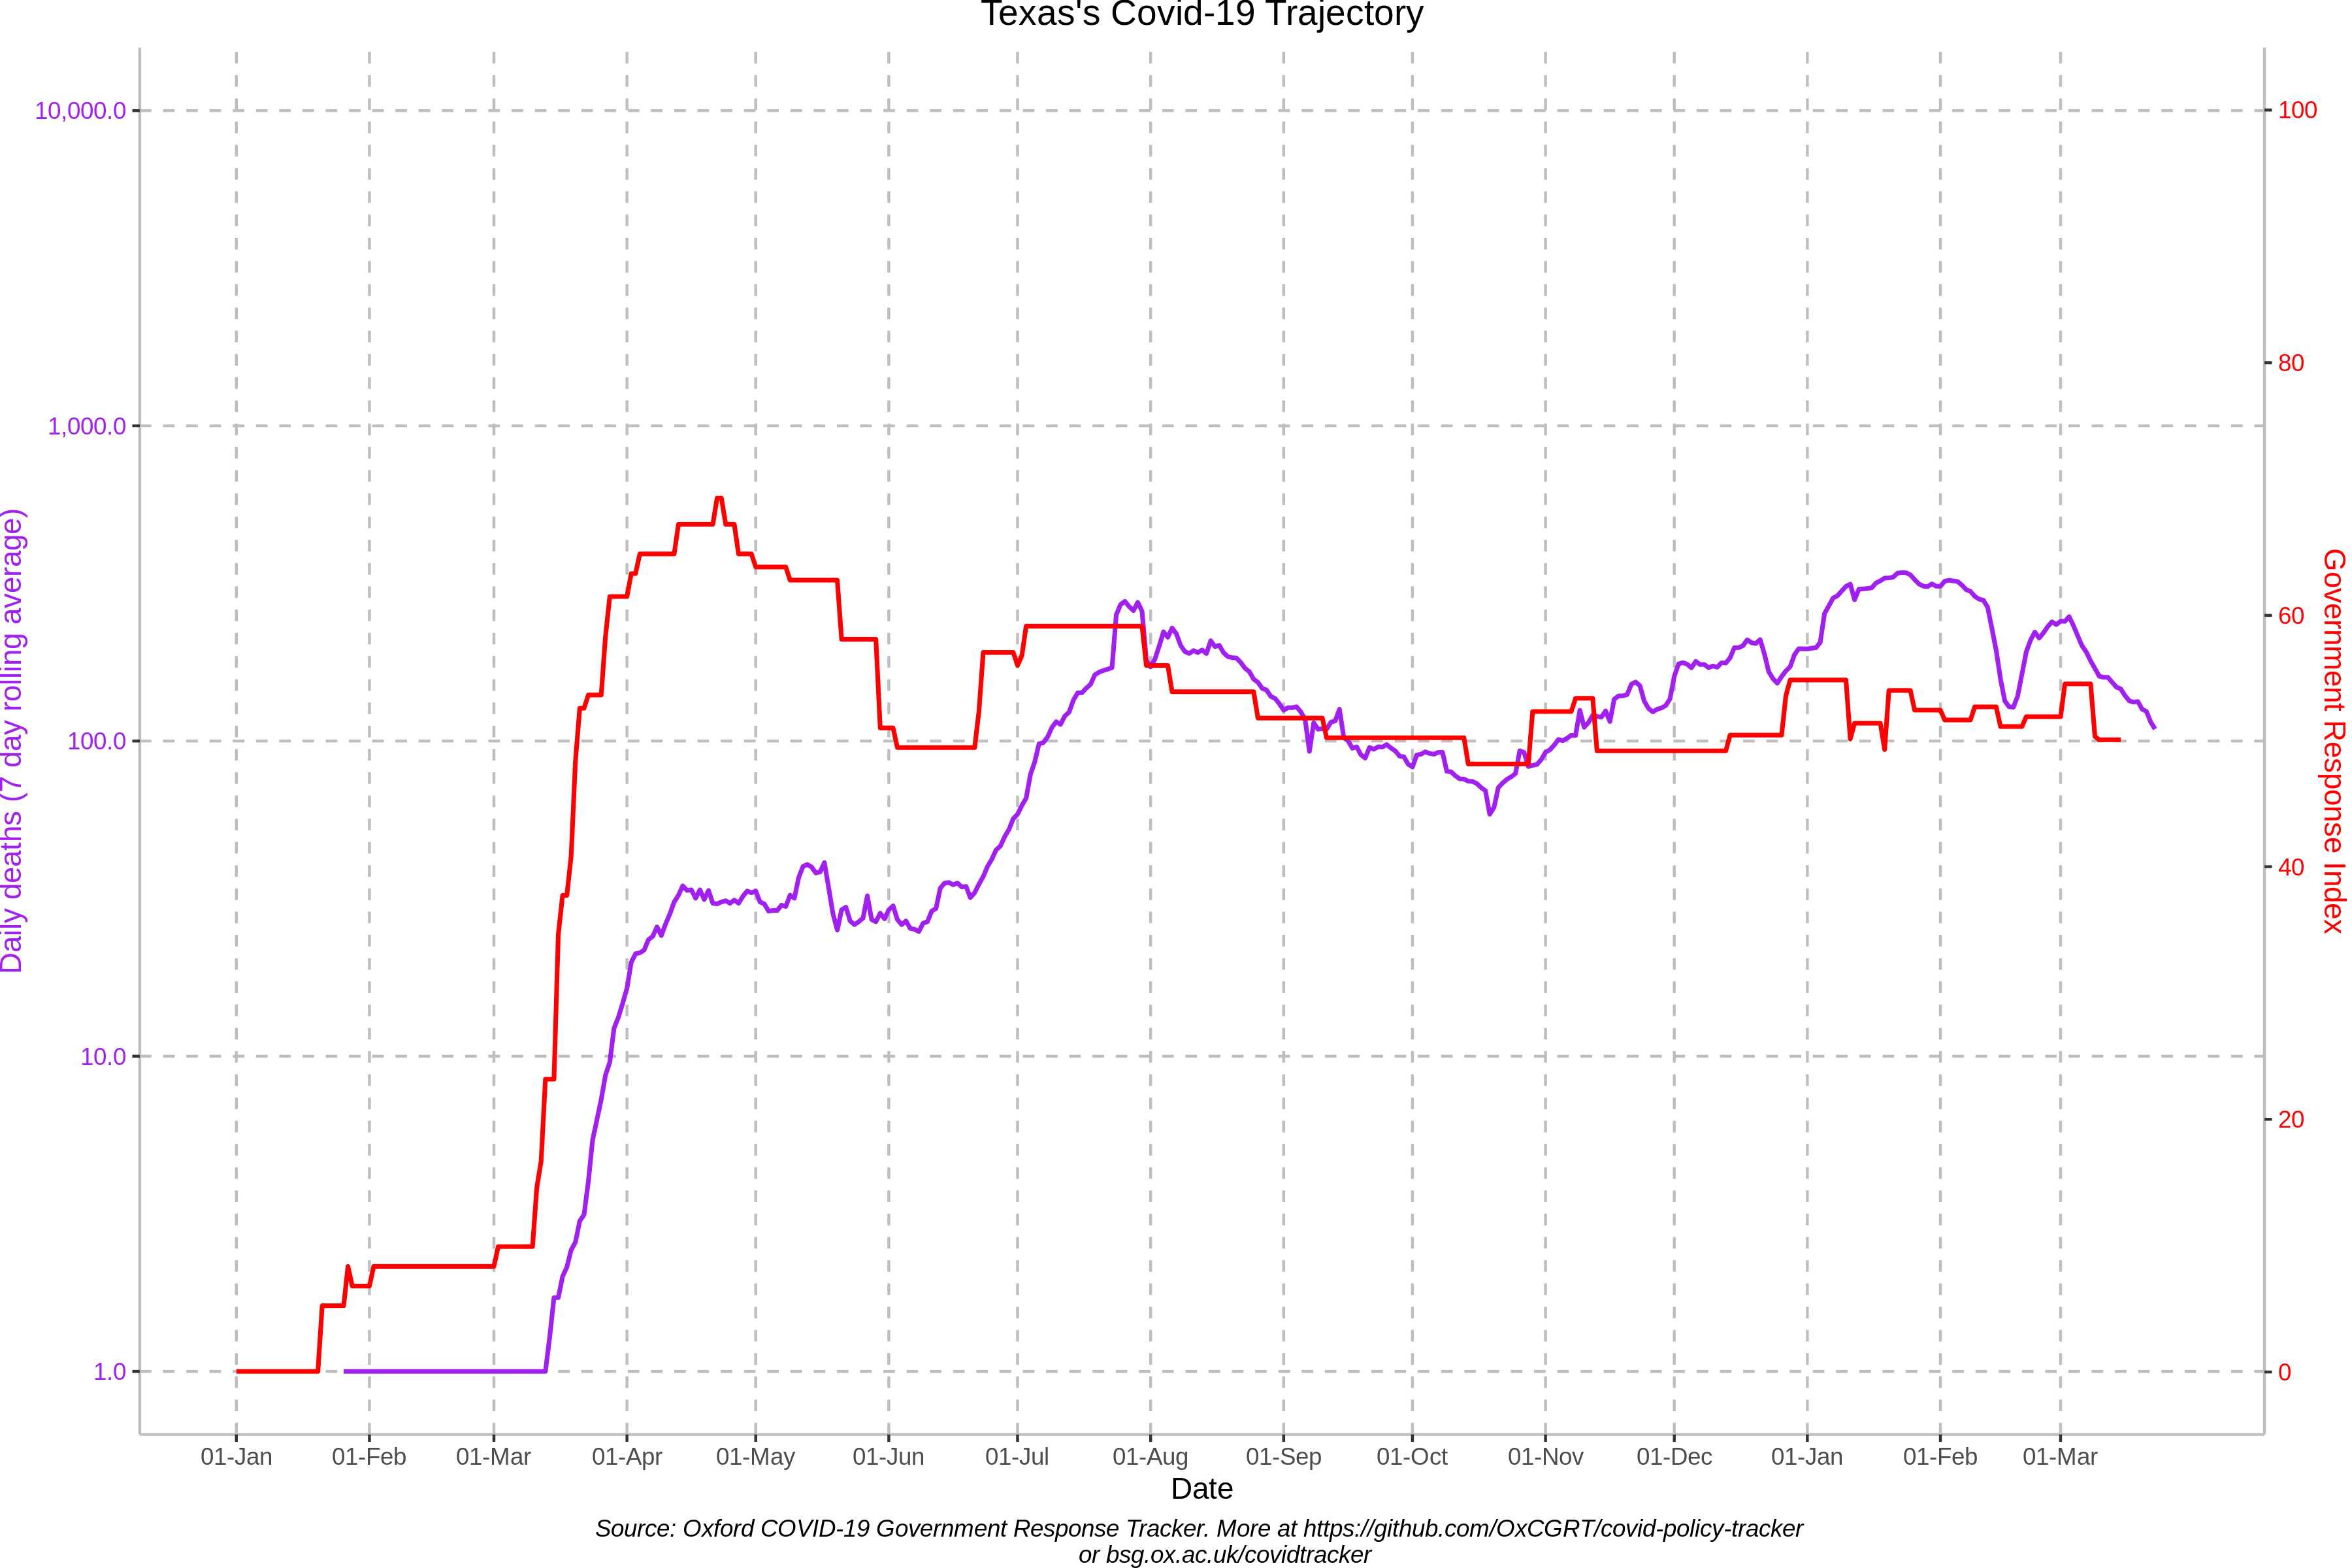 Texas's Covid-19 Trajectory
10,000.0
1,000.0
100.0
10.0
1.0
Daily deaths (7 day rolling average)
100
80
60
40
20
0
Government Response Index
01-Jan 01-Feb 01-Mar 01-Apr 01-May 01-Jun 01-Jul 01-Aug 01-Sep 01-Oct 01-Nov 01-Dec 01-Jan 01-Feb 01-Mar
Date
Source: Oxford COVID-19 Government Response Tracker. More at https://github.com/OxCGRT/covid-policy-tracker
or bsg.ox.ac.uk/covidtracker